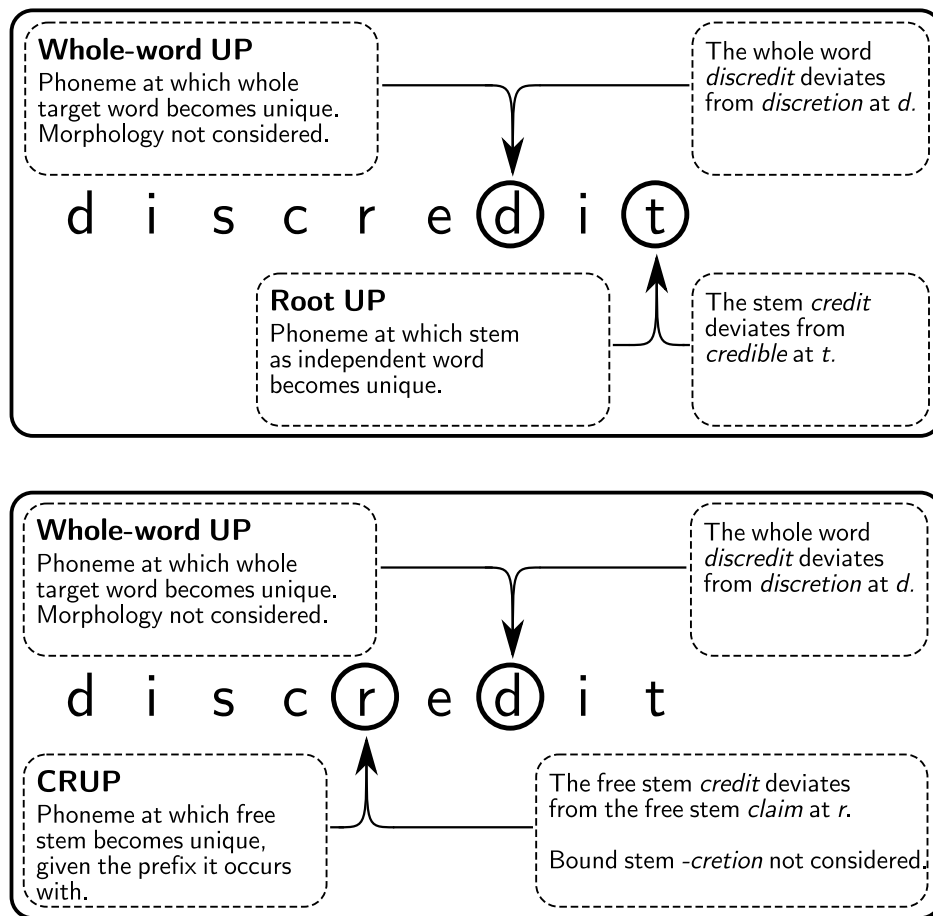 Whole-word UP
Phoneme at which whole
target word becomes unique.
Morphology not considered.
The whole word
discredit deviates
from discretion at d.
d i s c r e d i t
Root UP
Phoneme at which stem
as independent word
becomes unique.
The stem credit
deviates from
credible at t.
Whole-word UP
Phoneme at which whole
target word becomes unique.
Morphology not considered.
The whole word
discredit deviates
from discretion at d.
d i s c r e d i t
CRUP
Phoneme at which free
stem becomes unique,
given the prefix it occurs
with.
The free stem credit deviates
from the free stem claim at r.
Bound stem -cretion not considered.